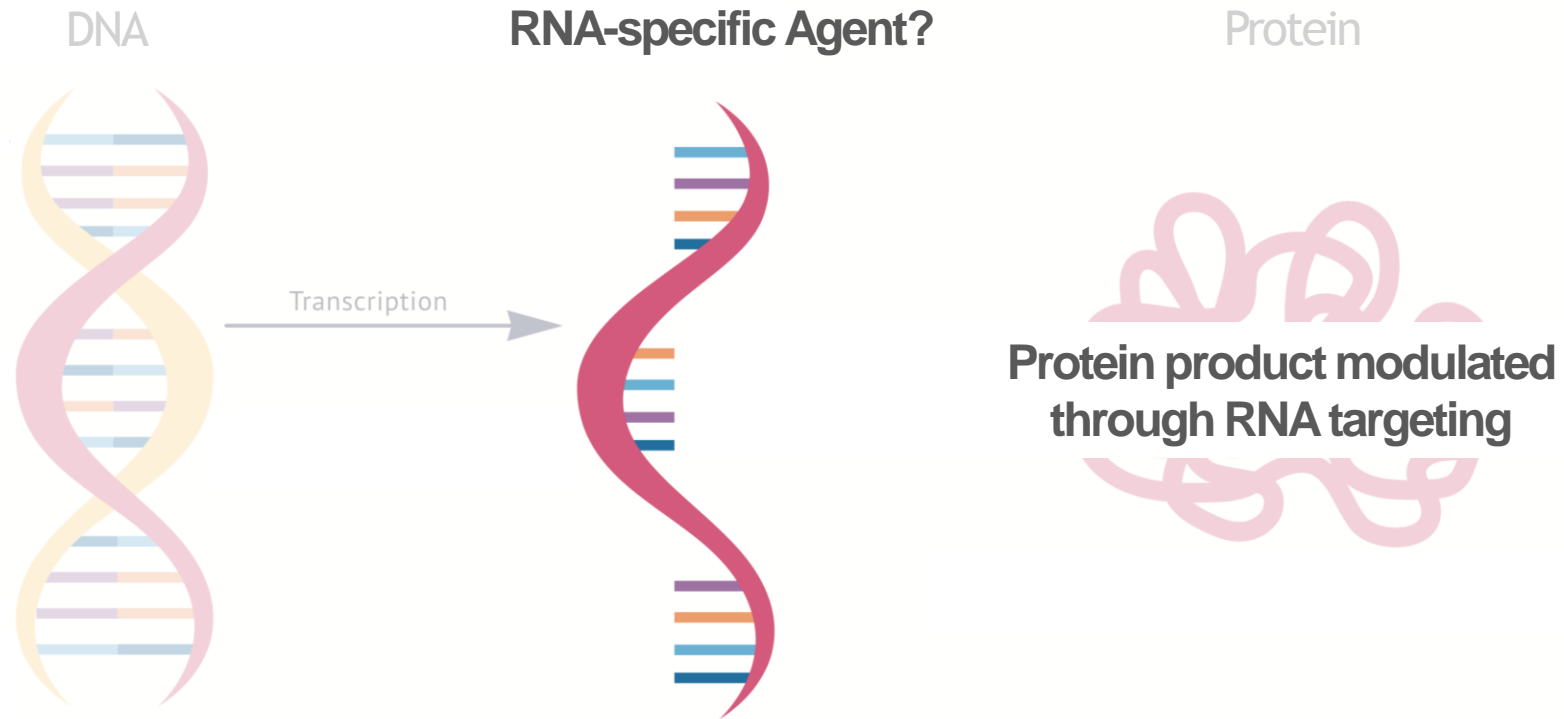 DNA
RNA-specific Agent?
Protein
Transcription
Protein product modulated
through RNA targeting